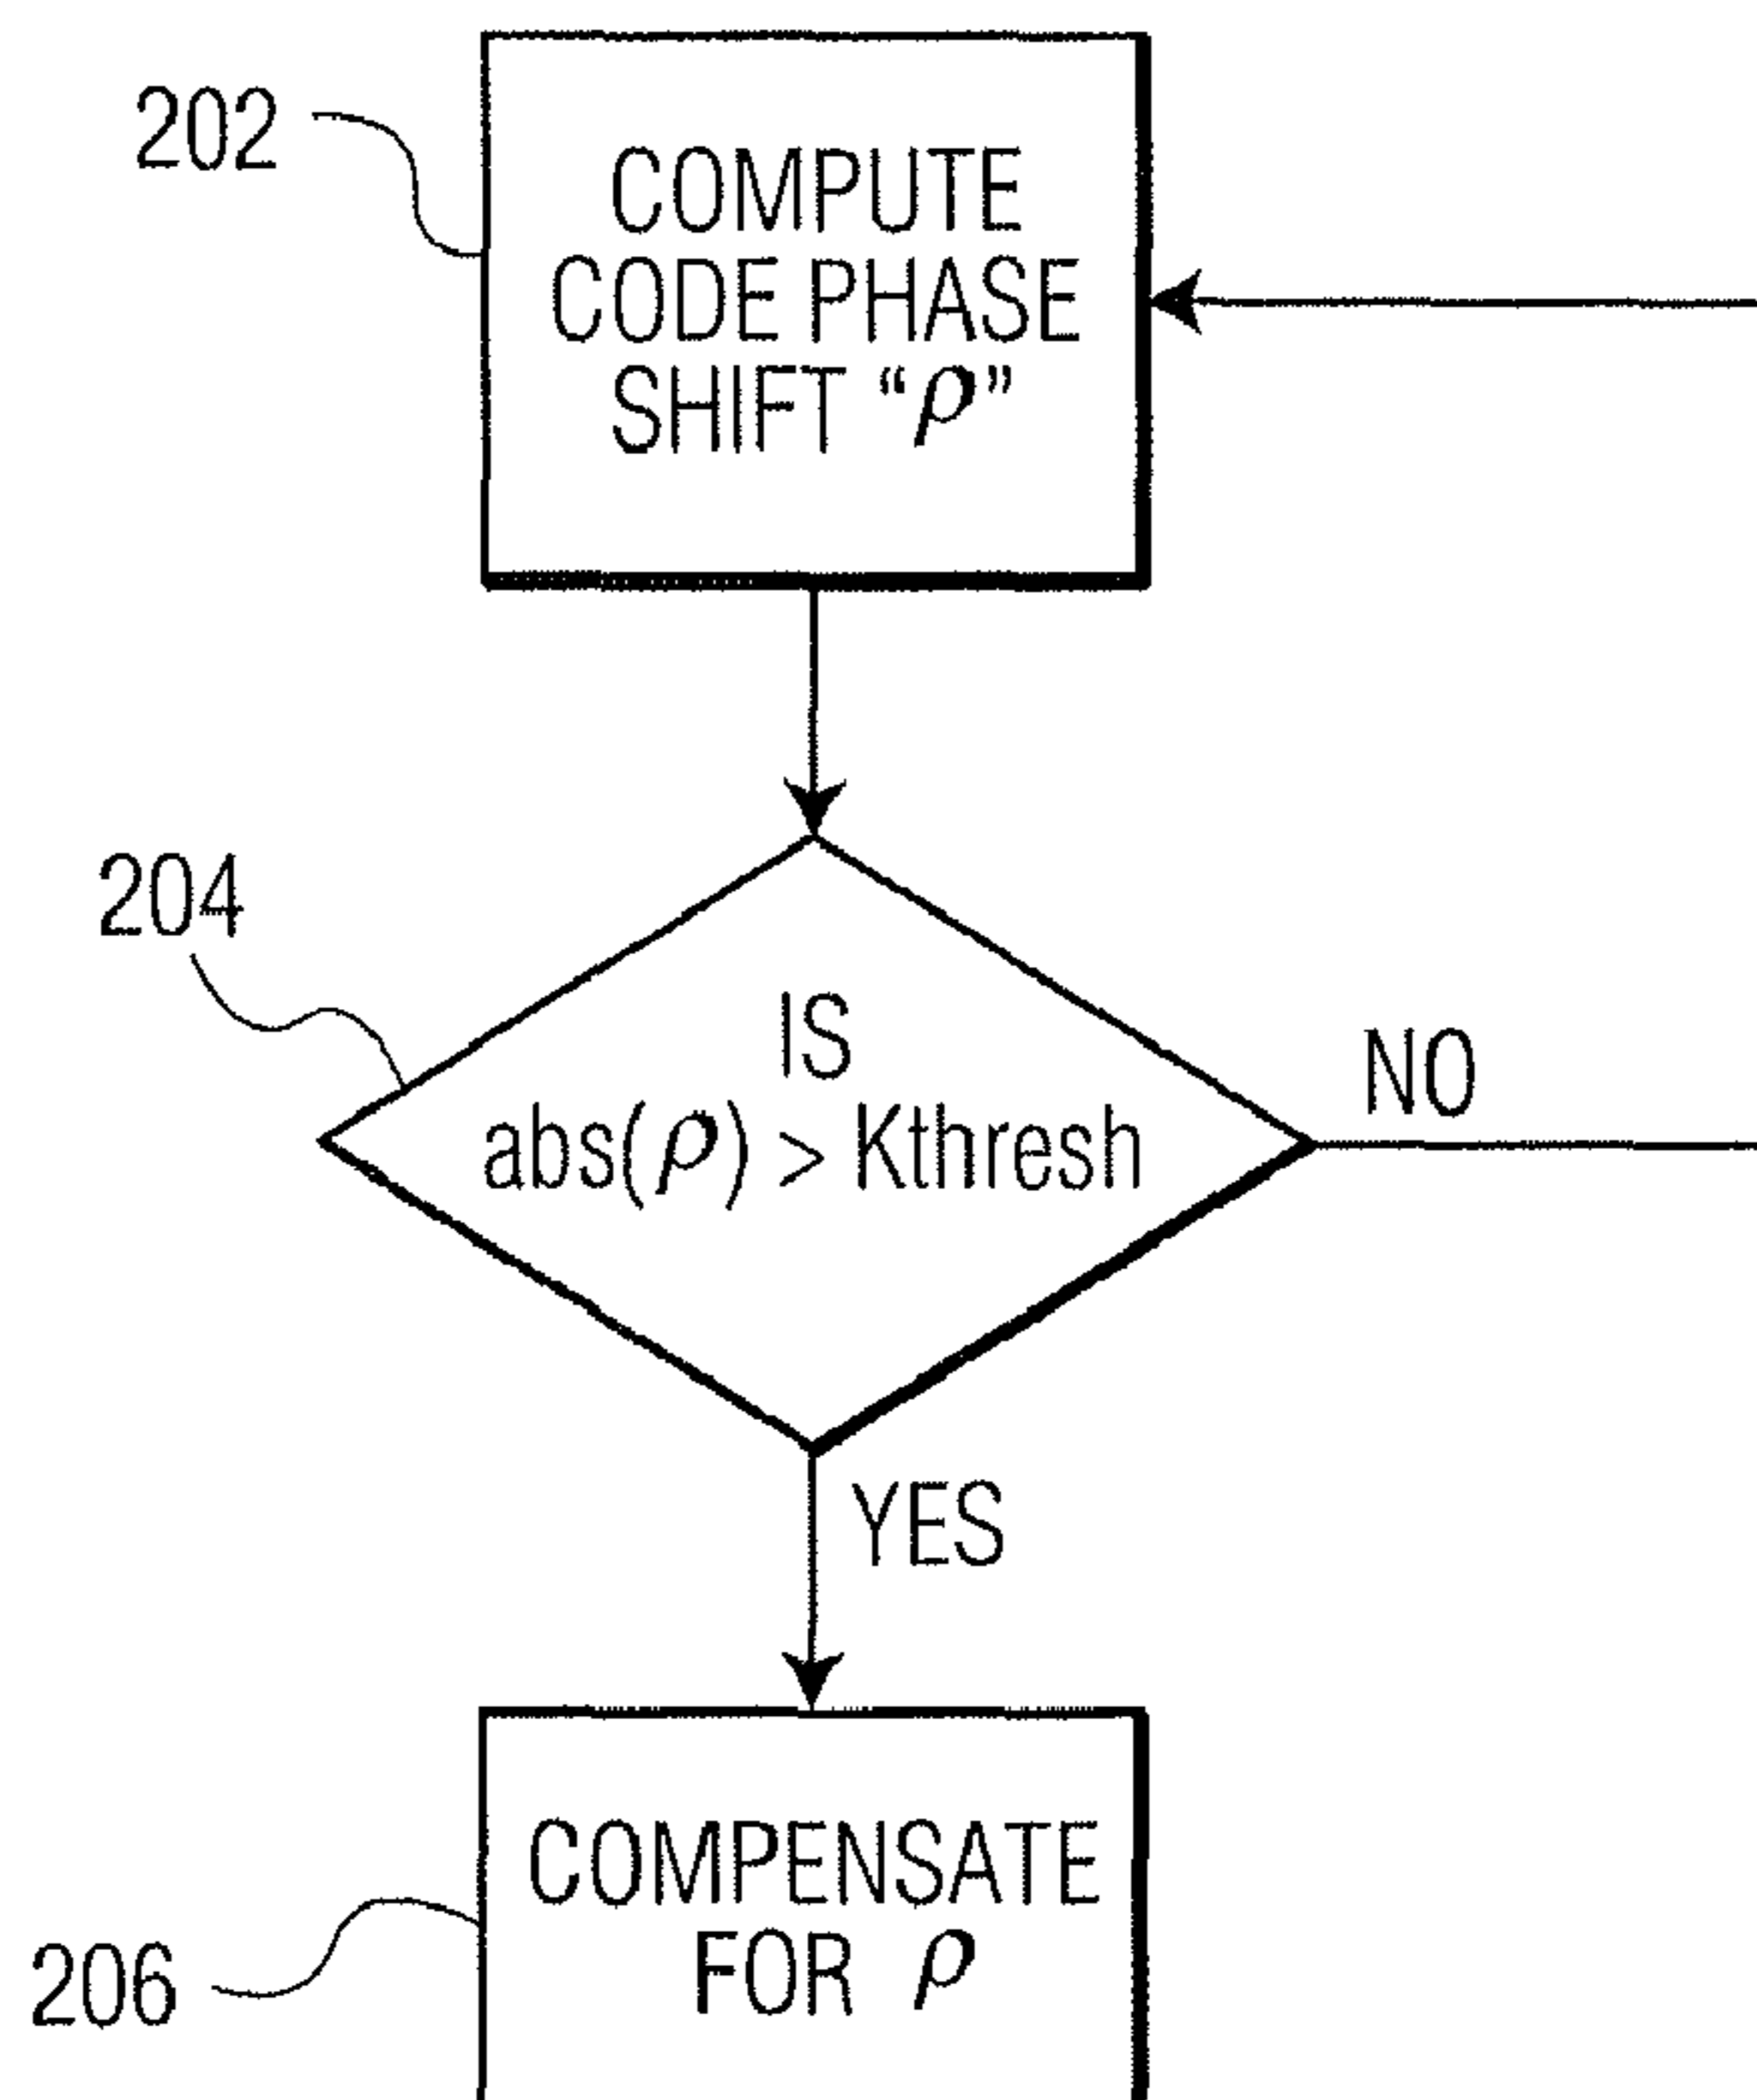 202
COMPUTE
CODE PHASE
SHIFT “ρ”
204
IS
abs(ρ) > Kthresh
NO
YES
COMPENSATE
FOR ρ
206